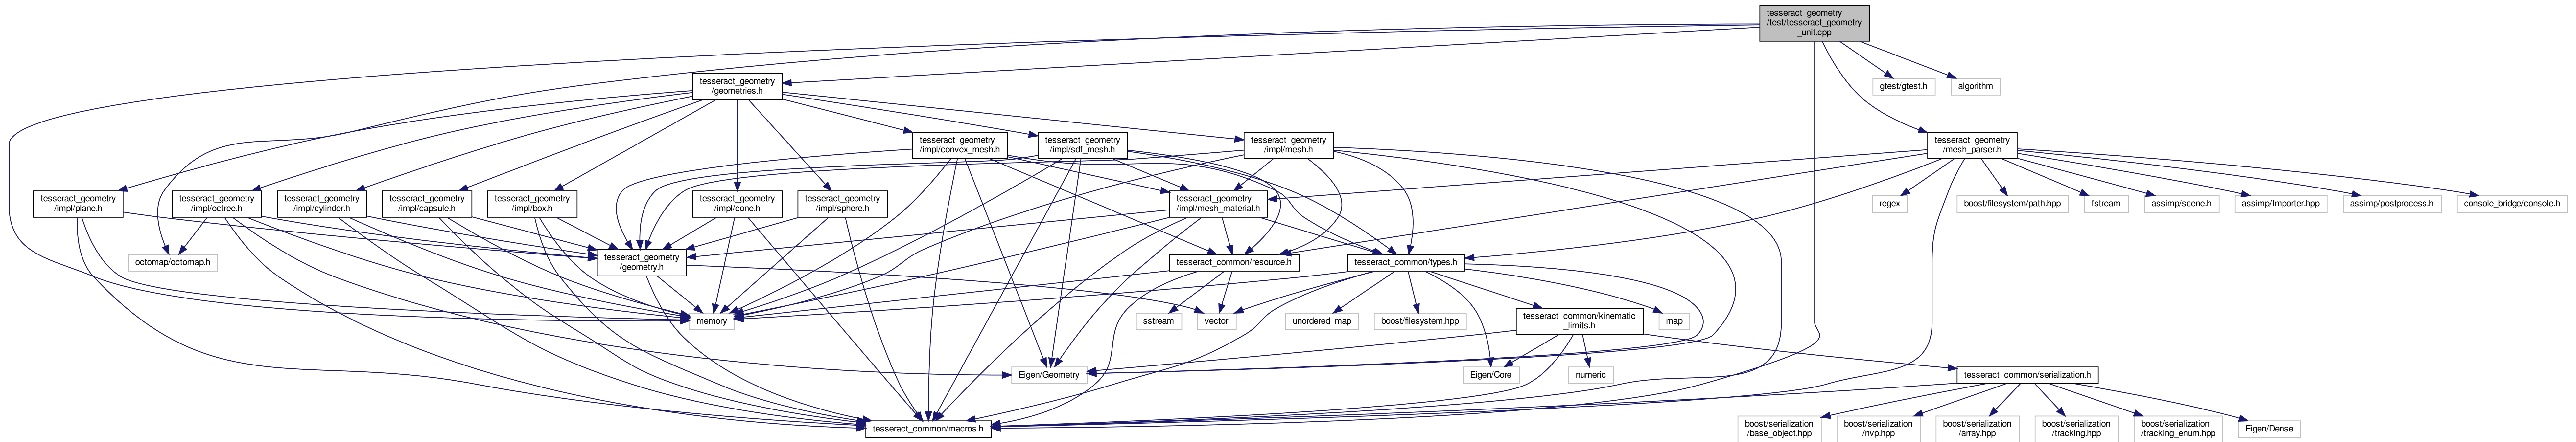 tesseract_geometry
/test/tesseract_geometry
_unit.cpp
tesseract_geometry
/geometries.h
gtest/gtest.h
algorithm
tesseract_geometry
/impl/convex_mesh.h
tesseract_geometry
/impl/sdf_mesh.h
tesseract_geometry
/impl/mesh.h
tesseract_geometry
/mesh_parser.h
tesseract_geometry
/impl/plane.h
tesseract_geometry
/impl/octree.h
tesseract_geometry
/impl/cylinder.h
tesseract_geometry
/impl/capsule.h
tesseract_geometry
/impl/box.h
tesseract_geometry
/impl/cone.h
tesseract_geometry
/impl/sphere.h
tesseract_geometry
/impl/mesh_material.h
regex
boost/filesystem/path.hpp
fstream
assimp/scene.h
assimp/Importer.hpp
assimp/postprocess.h
console_bridge/console.h
octomap/octomap.h
tesseract_geometry
/geometry.h
tesseract_common/resource.h
tesseract_common/types.h
memory
sstream
vector
unordered_map
boost/filesystem.hpp
tesseract_common/kinematic
_limits.h
map
Eigen/Geometry
Eigen/Core
numeric
tesseract_common/serialization.h
tesseract_common/macros.h
boost/serialization
/base_object.hpp
boost/serialization
/nvp.hpp
boost/serialization
/array.hpp
boost/serialization
/tracking.hpp
boost/serialization
/tracking_enum.hpp
Eigen/Dense